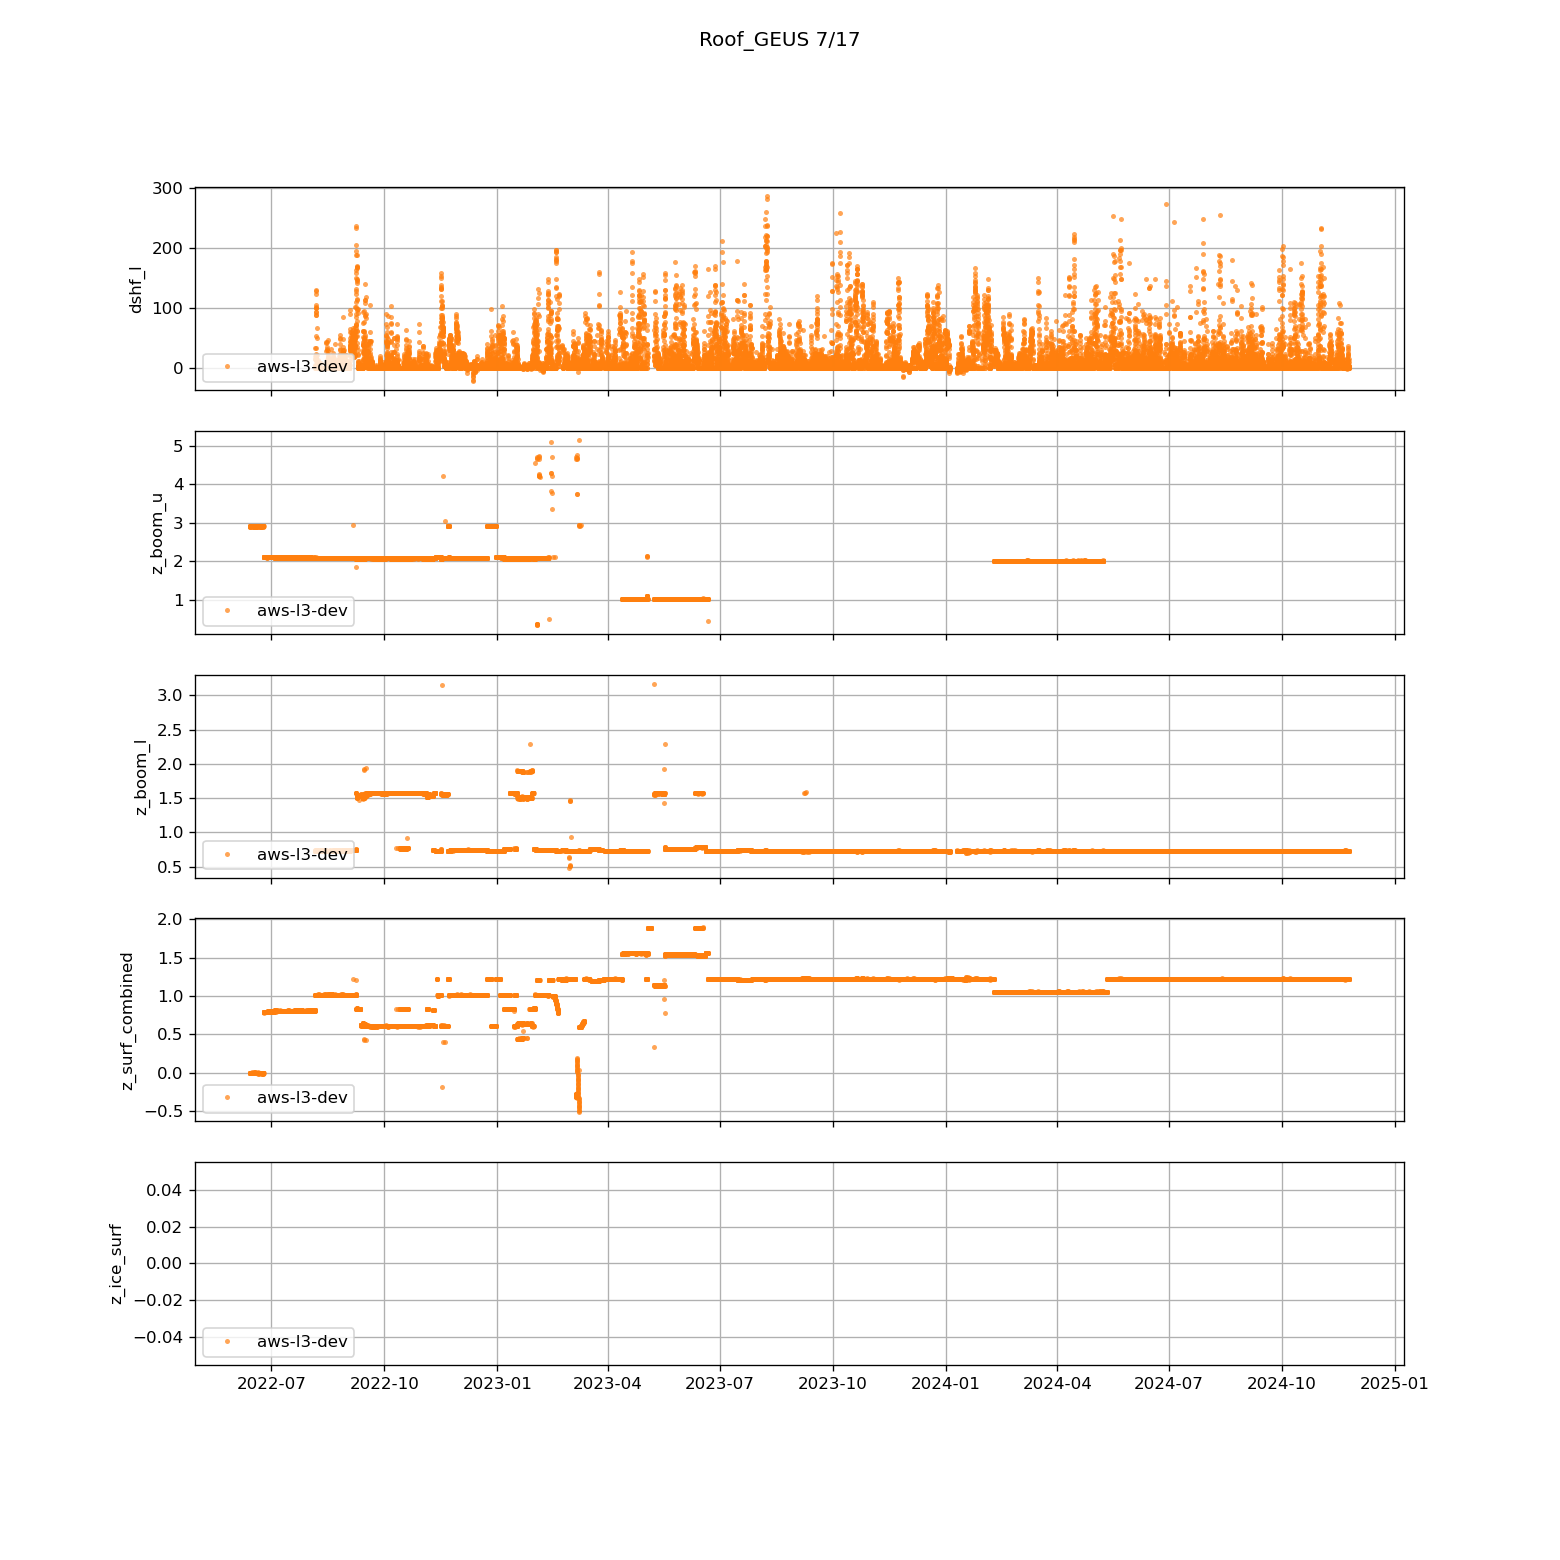 Roof_GEUS 7/17
300
200
100
0
dshf_l
aws-l3-dev
5
4
3
2
1
z_boom_u
aws-l3-dev
3.0
2.5
2.0
1.5
1.0
0.5
z_boom_l
aws-l3-dev
2.0
1.5
1.0
0.5
0.0
−0.5
z_surf_combined
aws-l3-dev
0.04
0.02
0.00
−0.02
−0.04
z_ice_surf
aws-l3-dev
2022-07 2022-10 2023-01 2023-04 2023-07 2023-10 2024-01 2024-04 2024-07 2024-10 2025-01